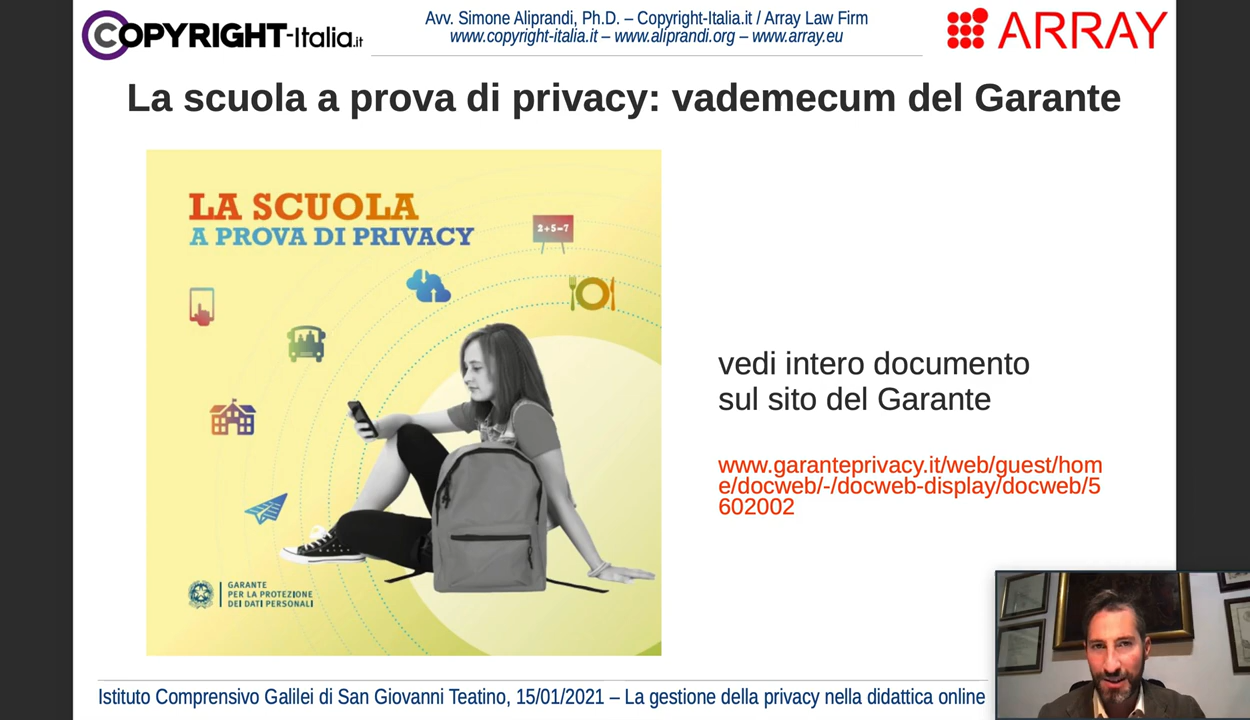 COPYRIGHT-Italia.it
Avv. Simone Aliprandi, Ph.D. – Copyright-Italia.it / Array Law Firm
www.copyright-italia.it – www.aliprandi.org – www.array.eu
ARRAY
La scuola a prova di privacy: vademecum del Garante
LA SCUOLA
A PROVA DI PRIVACY
2+5=7
vedi intero documento
sul sito del Garante
www.garanteprivacy.it/web/guest/hom
e/docweb/-/docweb-display/docweb/5
602002
GARANTE
PER LA PROTEZIONE
DEI DATI PERSONALI
Istituto Comprensivo Galilei di San Giovanni Teatino, 15/01/2021 – La gestione della privacy nella didattica online